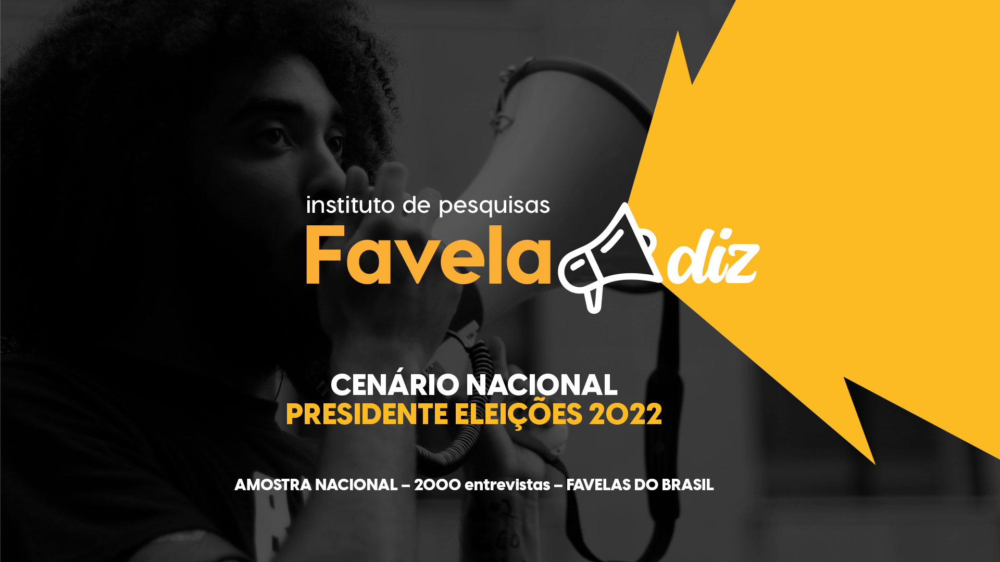 instituto de pesquisas
Favela diz
CENÁRIO NACIONAL
PRESIDENTE ELEIÇÕES 2022
AMOSTRA NACIONAL – 2000 entrevistas – FAVELAS DO BRASIL